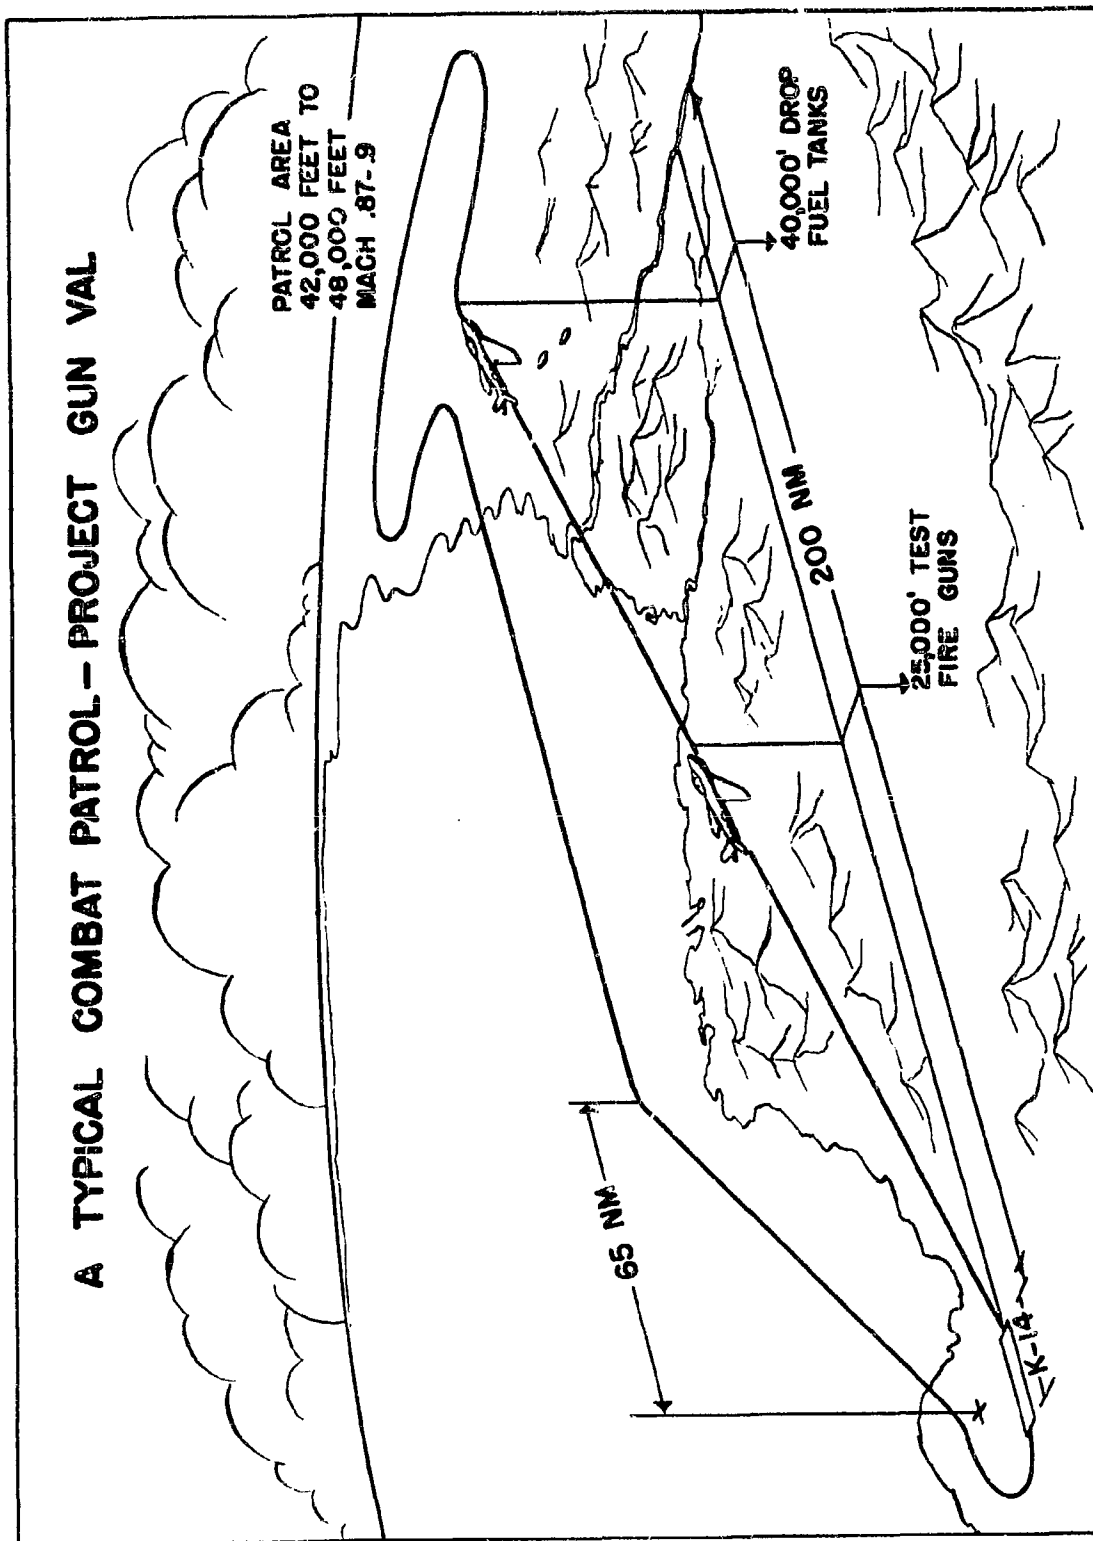 A TYPICAL COMBAT PATROL - PROJECT GUN VAL
PATROL AREA
42,000 FEET TO
48,000 FEET
MACH .87-.9
40,000' DROP
FUEL TANKS
200 NM
25,000' TEST
FIRE GUNS
65 NM
K-14